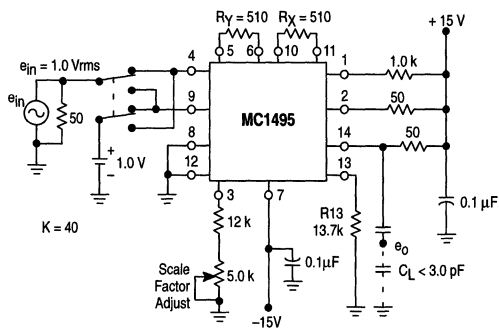 R_Y = 510
R_X = 510
+ 15 V
e_in = 1.0 Vrms
4
5
6
10
11
1
1.0 k
e_in
50
9
2
50
MC1495
8
14
50
+
1.0 V
–
12
13
3
7
0.1 µF
R13
13.7k
12 k
K = 40
e_o
0.1µF
C_L < 3.0 pF
Scale
Factor
Adjust
5.0 k
–15V